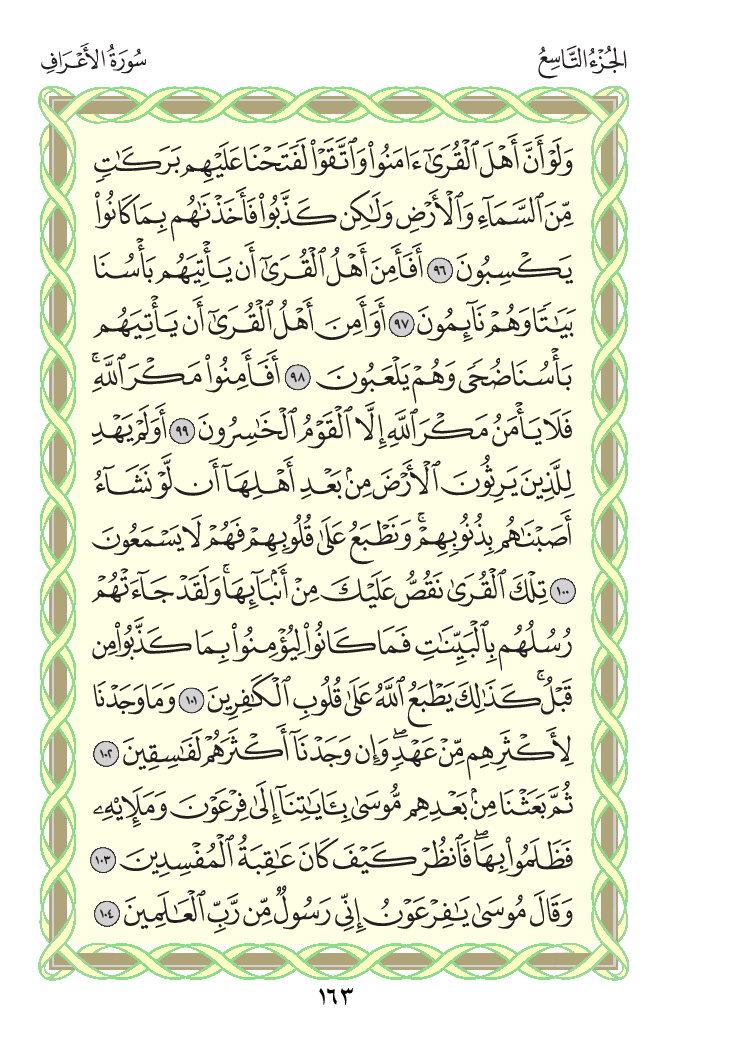 الجُزْءُ التَّاسِعُ
سُورَةُ الأَعْرَافِ
وَلَوْ أَنَّ أَهْلَ ٱلْقُرَىٰٓ ءَامَنُوا۟ وَٱتَّقَوْا۟ لَفَتَحْنَا عَلَيْهِم بَرَكَٰتٍ
مِّنَ ٱلسَّمَآءِ وَٱلْأَرْضِ وَلَٰكِن كَذَّبُوا۟ فَأَخَذْنَٰهُم بِمَا كَانُوا۟
يَكْسِبُونَ ٩٦ أَفَأَمِنَ أَهْلُ ٱلْقُرَىٰٓ أَن يَأْتِيَهُم بَأْسُنَا
بَيَٰتًا وَهُمْ نَآئِمُونَ ٩٧ أَوَأَمِنَ أَهْلُ ٱلْقُرَىٰٓ أَن يَأْتِيَهُم
بَأْسُنَا ضُحًى وَهُمْ يَلْعَبُونَ ٩٨ أَفَأَمِنُوا۟ مَكْرَ ٱللَّهِ ۚ
فَلَا يَأْمَنُ مَكْرَ ٱللَّهِ إِلَّا ٱلْقَوْمُ ٱلْخَٰسِرُونَ ٩٩ أَوَلَمْ يَهْدِ
لِلَّذِينَ يَرِثُونَ ٱلْأَرْضَ مِنۢ بَعْدِ أَهْلِهَآ أَن لَّوْ نَشَآءُ
أَصَبْنَٰهُم بِذُنُوبِهِمْ ۚ وَنَطْبَعُ عَلَىٰ قُلُوبِهِمْ فَهُمْ لَا يَسْمَعُونَ
١٠٠ تِلْكَ ٱلْقُرَىٰ نَقُصُّ عَلَيْكَ مِنْ أَنۢبَآئِهَا ۚ وَلَقَدْ جَآءَتْهُمْ
رُسُلُهُم بِٱلْبَيِّنَٰتِ فَمَا كَانُوا۟ لِيُؤْمِنُوا۟ بِمَا كَذَّبُوا۟ مِن
قَبْلُ ۚ كَذَٰلِكَ يَطْبَعُ ٱللَّهُ عَلَىٰ قُلُوبِ ٱلْكَٰفِرِينَ ١٠١ وَمَا وَجَدْنَا
لِأَكْثَرِهِم مِّنْ عَهْدٍ ۖ وَإِن وَجَدْنَآ أَكْثَرَهُمْ لَفَٰسِقِينَ ١٠٢
ثُمَّ بَعَثْنَا مِنۢ بَعْدِهِم مُّوسَىٰ بِـَٔايَٰتِنَآ إِلَىٰ فِرْعَوْنَ وَمَلَإِي۟هِۦ
فَظَلَمُوا۟ بِهَا ۖ فَٱنظُرْ كَيْفَ كَانَ عَٰقِبَةُ ٱلْمُفْسِدِينَ ١٠٣
وَقَالَ مُوسَىٰ يَٰفِرْعَوْنُ إِنِّى رَسُولٌ مِّن رَّبِّ ٱلْعَٰلَمِينَ ١٠٤
١٦٣